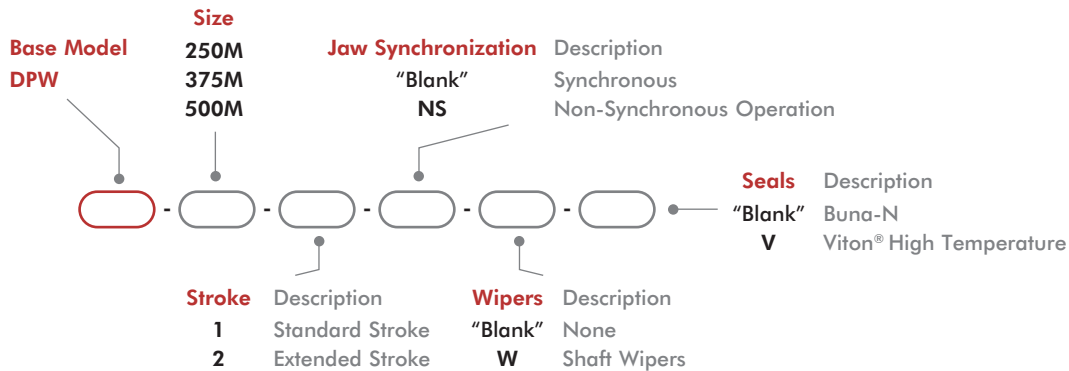 Size
Base Model
DPW
250M
375M
500M
Jaw Synchronization Description
“Blank” Synchronous
NS Non-Synchronous Operation
- - - - -
Seals Description
“Blank” Buna-N
V Viton® High Temperature
Stroke Description
1 Standard Stroke
2 Extended Stroke
Wipers Description
“Blank” None
W Shaft Wipers